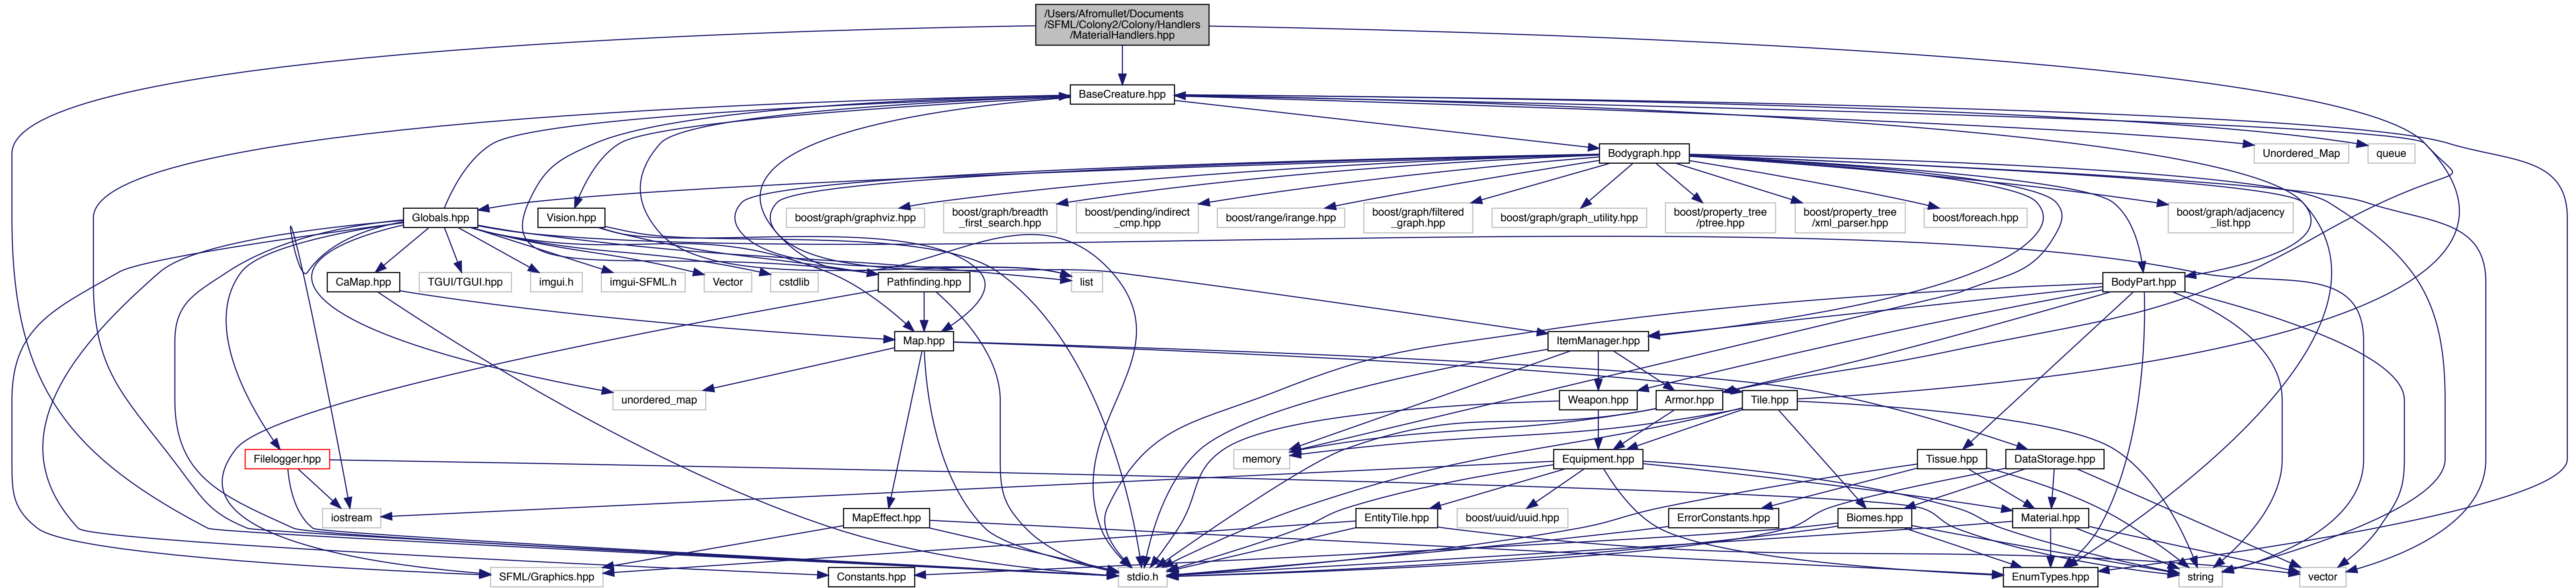 /Users/Afromullet/Documents
/SFML/Colony2/Colony/Handlers
/MaterialHandlers.hpp
BaseCreature.hpp
Bodygraph.hpp
Unordered_Map
queue
Globals.hpp
Vision.hpp
boost/graph/graphviz.hpp
boost/graph/breadth
_first_search.hpp
boost/pending/indirect
_cmp.hpp
boost/range/irange.hpp
boost/graph/filtered
_graph.hpp
boost/graph/graph_utility.hpp
boost/property_tree
/ptree.hpp
boost/property_tree
/xml_parser.hpp
boost/foreach.hpp
boost/graph/adjacency
_list.hpp
CaMap.hpp
TGUI/TGUI.hpp
imgui.h
imgui-SFML.h
Vector
cstdlib
Pathfinding.hpp
list
BodyPart.hpp
Map.hpp
ItemManager.hpp
unordered_map
Weapon.hpp
Armor.hpp
Tile.hpp
Filelogger.hpp
memory
Equipment.hpp
Tissue.hpp
DataStorage.hpp
iostream
MapEffect.hpp
EntityTile.hpp
boost/uuid/uuid.hpp
ErrorConstants.hpp
Biomes.hpp
Material.hpp
SFML/Graphics.hpp
Constants.hpp
stdio.h
EnumTypes.hpp
string
vector